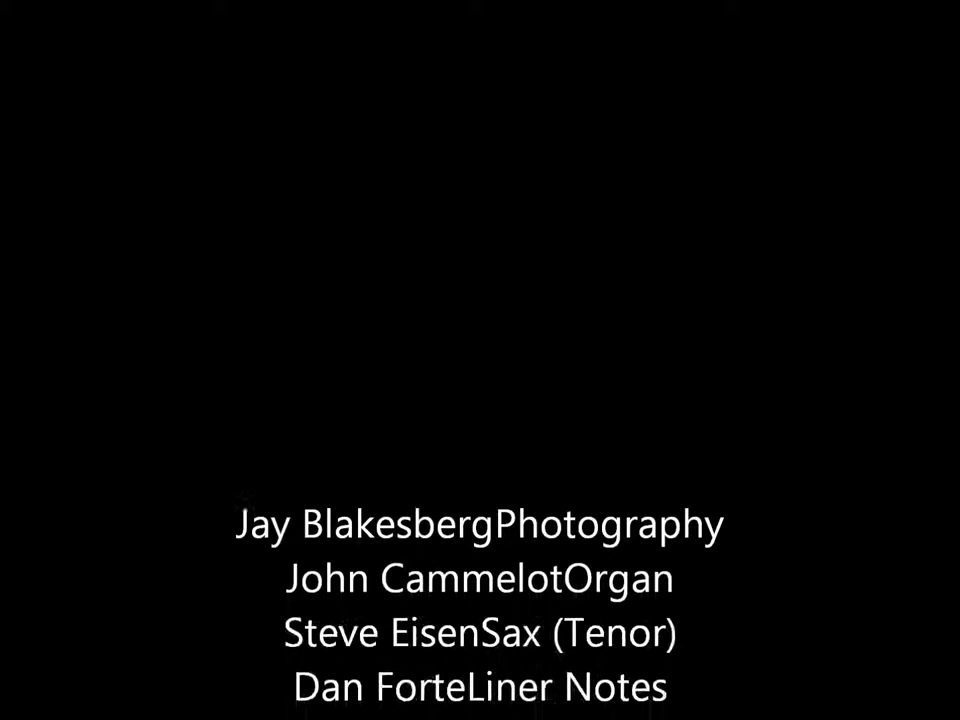 Jay BlakesbergPhotography
John CammelotOrgan
Steve EisenSax (Tenor)
Dan ForteLiner Notes